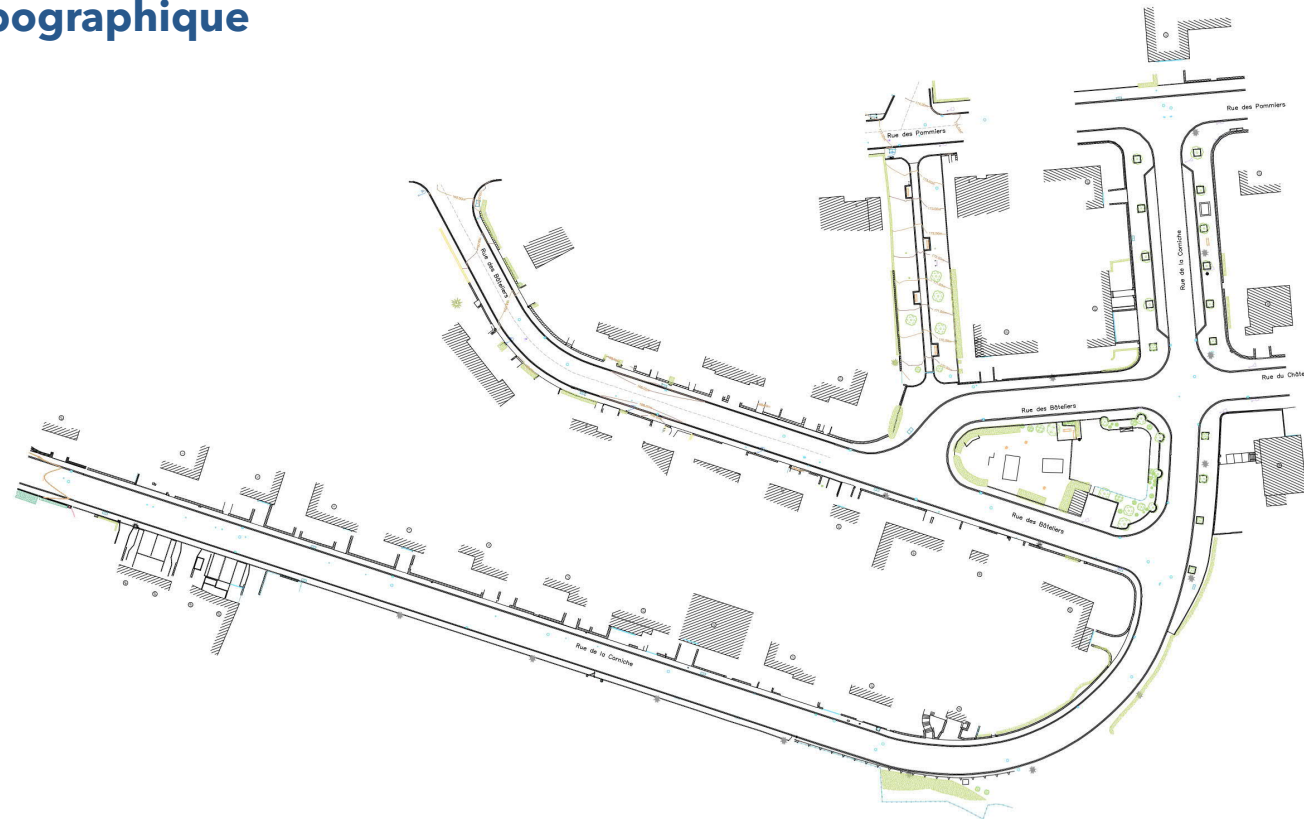 pographique
Rue des Pommiers
Rue des Pommiers
Rue des Bâteliers
Rue de la Corniche
Rue du Châte
Rue des Bâteliers
Rue des Bâteliers
Rue de la Corniche